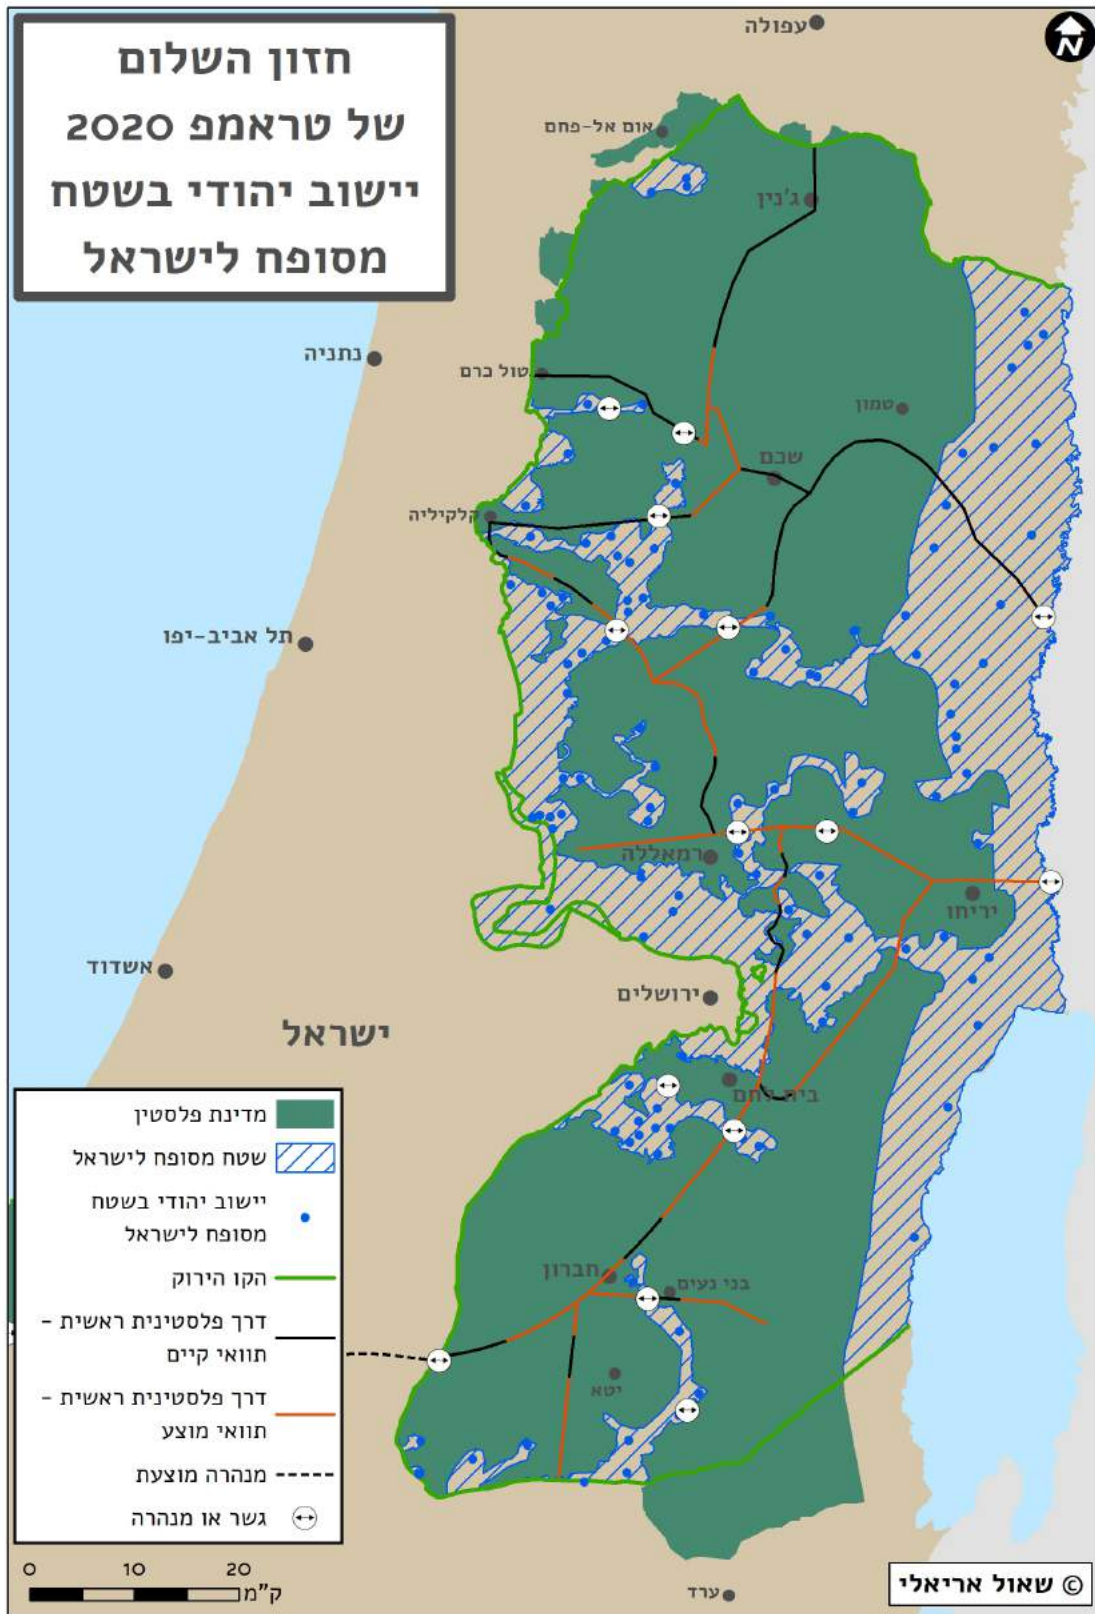 חזון השלום
של טראמפ 2020
יישוב יהודי בשטח
מסופח לישראל
N
עפולה
אום אל-פחם
ג'נין
נתניה
טול כרם
טמון
שכם
קלקיליה
תל אביב-יפו
רמאללה
יריחו
אשדוד
ירושלים
ישראל
בית לחם
חברון
בני נעים
יטא
ערד
מדינת פלסטין
שטח מסופח לישראל
יישוב יהודי בשטח
מסופח לישראל
הקו הירוק
דרך פלסטינית ראשית -
תוואי קיים
דרך פלסטינית ראשית -
תוואי מוצע
מנהרה מוצעת
גשר או מנהרה
0 10 20
ק"מ
© שאול אריאלי